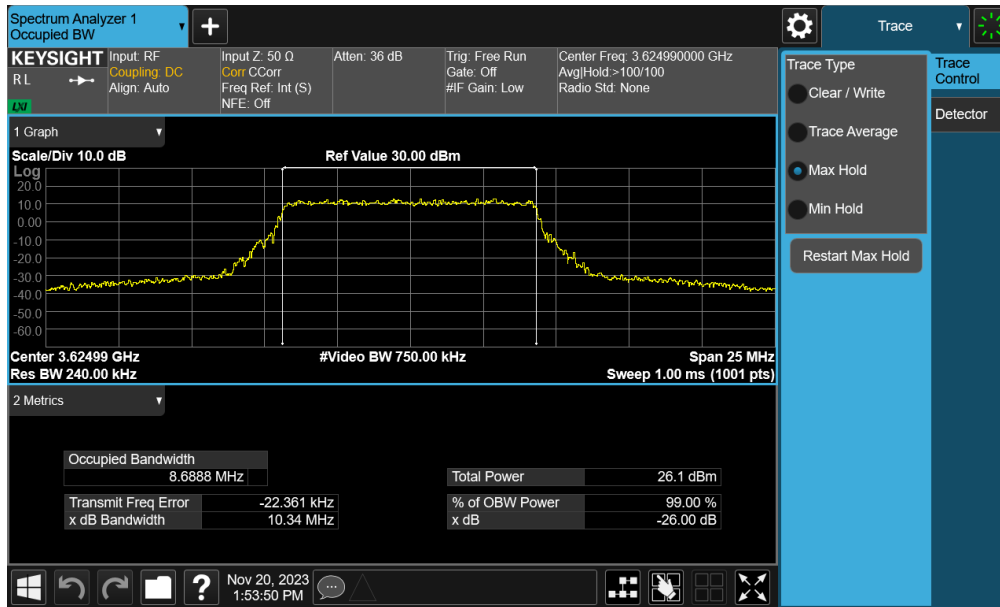 Spectrum Analyzer 1
Occupied BW
+
Trace
KEYSIGHT
R L
LXI
Input: RF
Coupling: DC
Align: Auto
Input Z: 50 Ω
Corr CCorr
Freq Ref: Int (S)
NFE: Off
Atten: 36 dB
Trig: Free Run
Gate: Off
#IF Gain: Low
Center Freq: 3.624990000 GHz
Avg|Hold:>100/100
Radio Std: None
Trace Type
Clear / Write
Trace Average
Max Hold
Min Hold
Restart Max Hold
Trace
Control
Detector
1 Graph
Scale/Div 10.0 dB
Ref Value 30.00 dBm
Log
20.0
10.0
0.00
-10.0
-20.0
-30.0
-40.0
-50.0
-60.0
Center 3.62499 GHz
#Video BW 750.00 kHz
Span 25 MHz
Res BW 240.00 kHz
Sweep 1.00 ms (1001 pts)
2 Metrics
Occupied Bandwidth
8.6888 MHz
Total Power 26.1 dBm
Transmit Freq Error -22.361 kHz
% of OBW Power 99.00 %
x dB Bandwidth 10.34 MHz
x dB -26.00 dB
?
Nov 20, 2023
1:53:50 PM